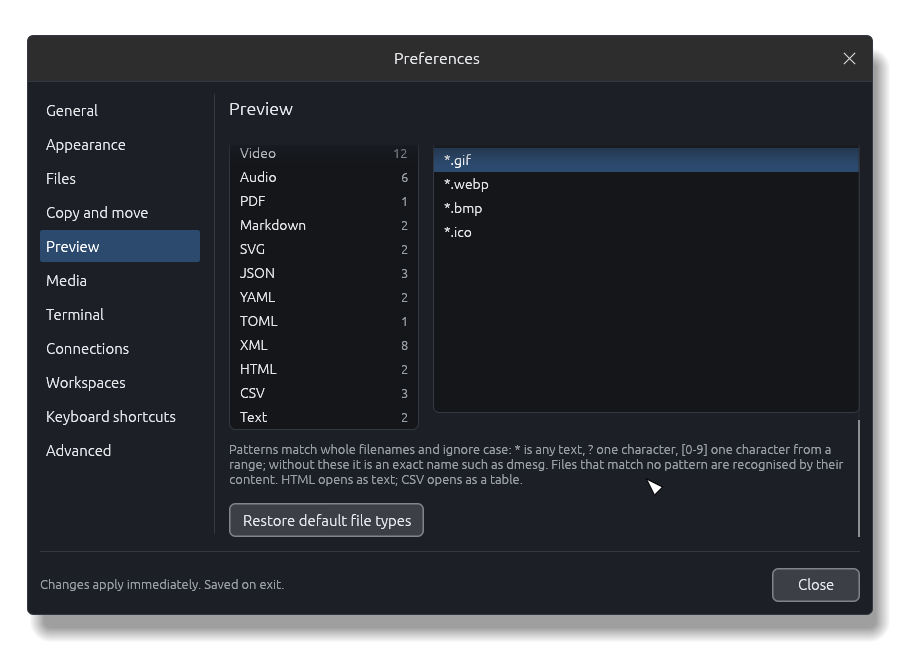 Preferences
General
Appearance
Files
Copy and move
Preview
Media
Terminal
Connections
Workspaces
Keyboard shortcuts
Advanced
Preview
Video 12
Audio 6
PDF 1
Markdown 2
SVG 2
JSON 3
YAML 2
TOML 1
XML 8
HTML 2
CSV 3
Text 2
*.gif
*.webp
*.bmp
*.ico
Patterns match whole filenames and ignore case: * is any text, ? one character, [0-9] one character from a
range; without these it is an exact name such as dmesg. Files that match no pattern are recognised by their
content. HTML opens as text; CSV opens as a table.
Restore default file types
Changes apply immediately. Saved on exit.
Close